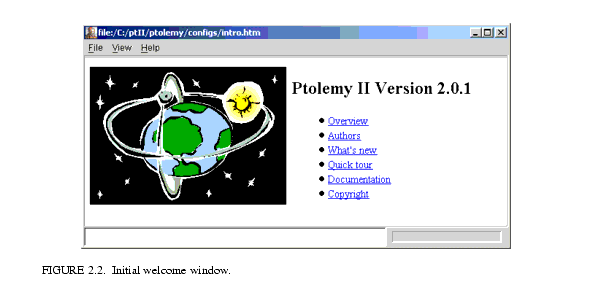 file:/C:/ptII/ptolemy/configs/intro.htm
File View Help
Ptolemy II Version 2.0.1
Overview
Authors
What's new
Quick tour
Documentation
Copyright
FIGURE 2.2. Initial welcome window.